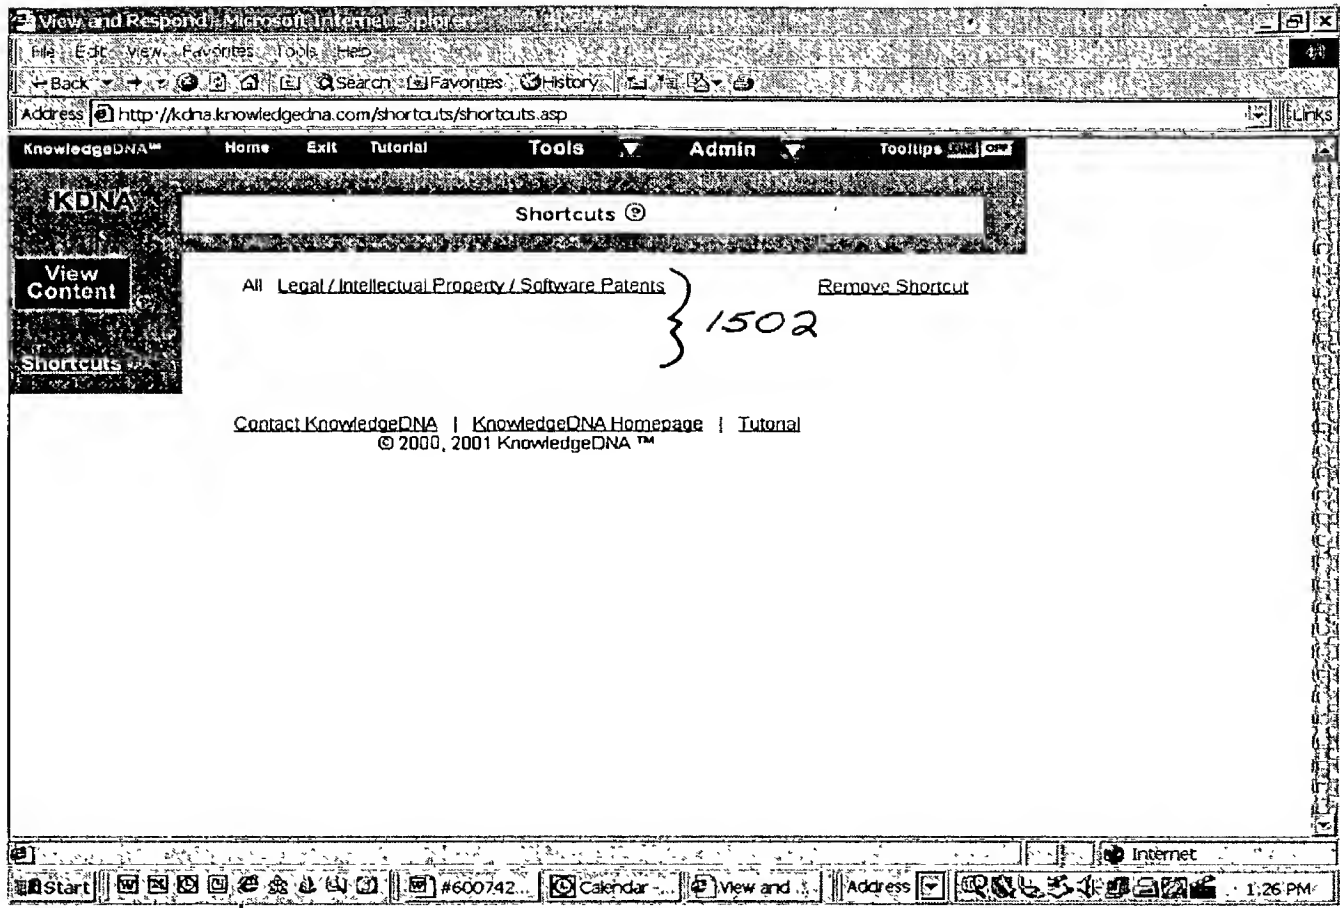 View and Respond - Microsoft Internet Explorer
File Edit View Favorites Tools Help
Back Search Favorites History
Address http://kdna.knowledgedna.com/shortcuts/shortcuts.asp Links
KnowledgeDNA™ Home Exit Tutorial Tools Admin Tooltips OFF
KDNA
Shortcuts ?
View
Content
All Legal / Intellectual Property / Software Patents Remove Shortcut
1502
Shortcuts
Contact KnowledgeDNA | KnowledgeDNA Homepage | Tutorial
© 2000, 2001 KnowledgeDNA ™
Internet
Start #600742... Calendar -... View and ... Address 1:26 PM